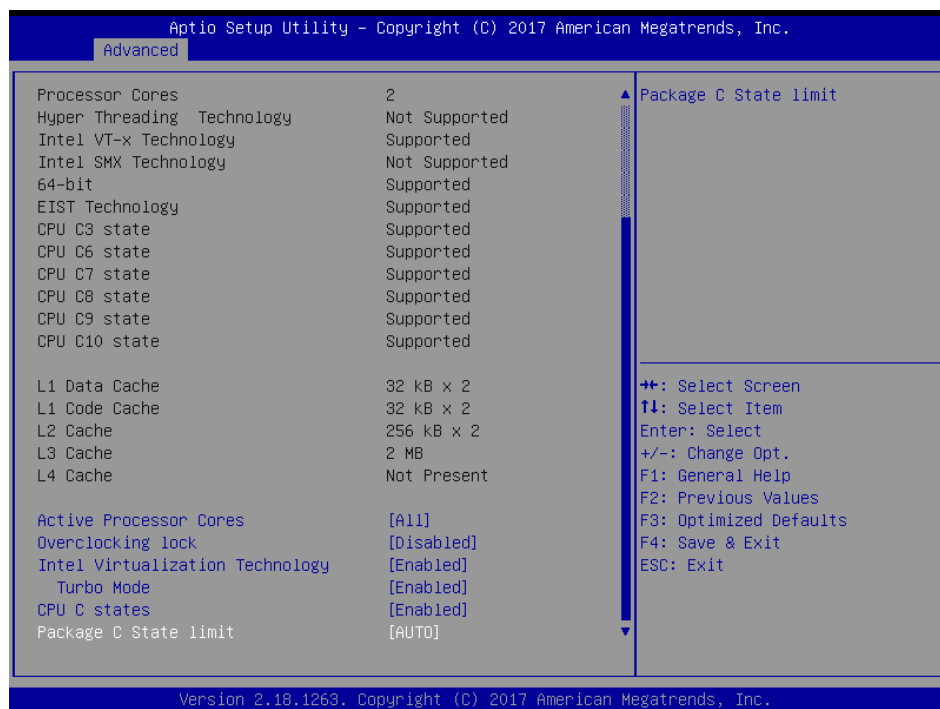 Aptio Setup Utility – Copyright (C) 2017 American Megatrends, Inc.
Advanced
Processor Cores 2
Hyper Threading Technology Not Supported
Intel VT-x Technology Supported
Intel SMX Technology Not Supported
64-bit Supported
EIST Technology Supported
CPU C3 state Supported
CPU C6 state Supported
CPU C7 state Supported
CPU C8 state Supported
CPU C9 state Supported
CPU C10 state Supported
L1 Data Cache 32 kB x 2
L1 Code Cache 32 kB x 2
L2 Cache 256 kB x 2
L3 Cache 2 MB
L4 Cache Not Present
Active Processor Cores [All]
Overclocking lock [Disabled]
Intel Virtualization Technology [Enabled]
Turbo Mode [Enabled]
CPU C states [Enabled]
Package C State limit [AUTO]
Package C State limit
→←: Select Screen
↑↓: Select Item
Enter: Select
+/-: Change Opt.
F1: General Help
F2: Previous Values
F3: Optimized Defaults
F4: Save & Exit
ESC: Exit
Version 2.18.1263. Copyright (C) 2017 American Megatrends, Inc.